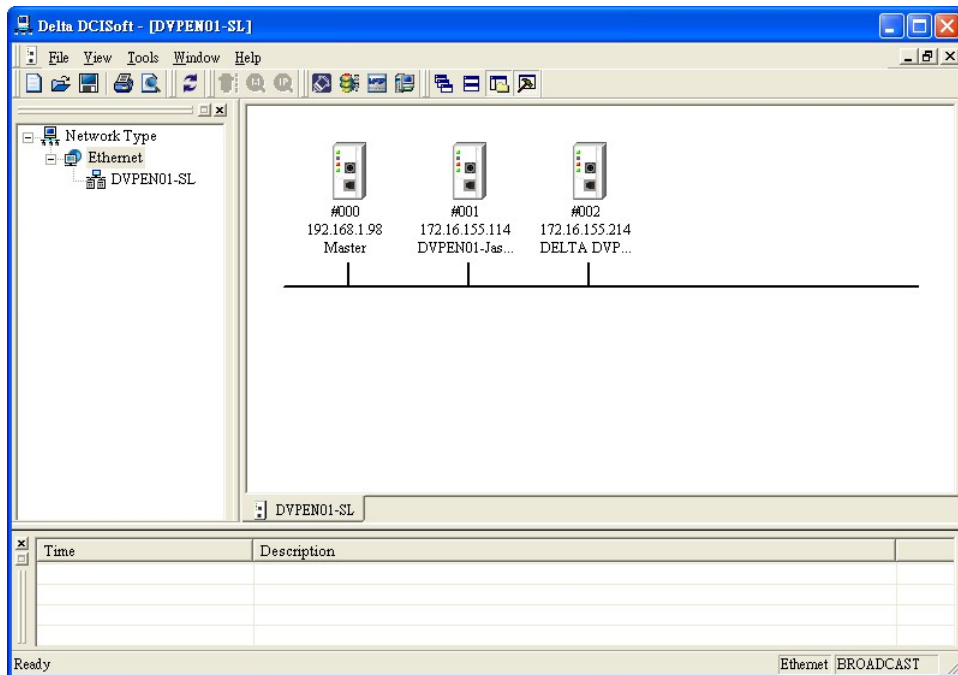 Delta DCISoft - [DVPEN01-SL]
File View Tools Window Help
Network Type
Ethernet
DVPEN01-SL
#000
192.168.1.98
Master
#001
172.16.155.114
DVPEN01-Jas...
#002
172.16.155.214
DELTA DVP...
DVPEN01-SL
Time Description
Ready Ethernet BROADCAST